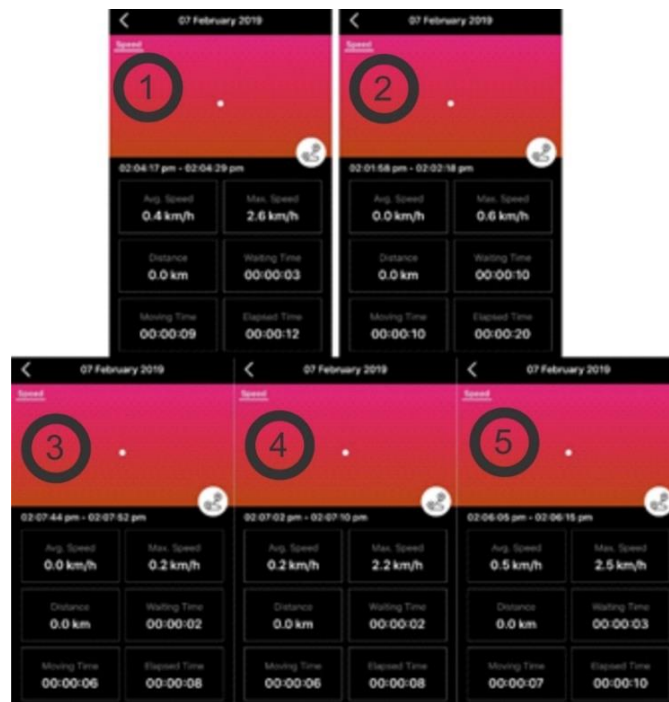 07 February 2019
Speed
1
02:04:17 pm - 02:04:29 pm
Avg. Speed Max. Speed
0.4 km/h 2.6 km/h
Distance Waiting Time
0.0 km 00:00:03
Moving Time Elapsed Time
00:00:09 00:00:12
07 February 2019
Speed
2
02:01:58 pm - 02:02:18 pm
Avg. Speed Max. Speed
0.0 km/h 0.6 km/h
Distance Waiting Time
0.0 km 00:00:10
Moving Time Elapsed Time
00:00:10 00:00:20
07 February 2019
Speed
3
02:07:44 pm - 02:07:52 pm
Avg. Speed Max. Speed
0.0 km/h 0.2 km/h
Distance Waiting Time
0.0 km 00:00:02
Moving Time Elapsed Time
00:00:06 00:00:08
07 February 2019
Speed
4
02:07:02 pm - 02:07:10 pm
Avg. Speed Max. Speed
0.2 km/h 2.2 km/h
Distance Waiting Time
0.0 km 00:00:02
Moving Time Elapsed Time
00:00:06 00:00:08
07 February 2019
Speed
5
02:06:05 pm - 02:06:15 pm
Avg. Speed Max. Speed
0.5 km/h 2.5 km/h
Distance Waiting Time
0.0 km 00:00:03
Moving Time Elapsed Time
00:00:07 00:00:10